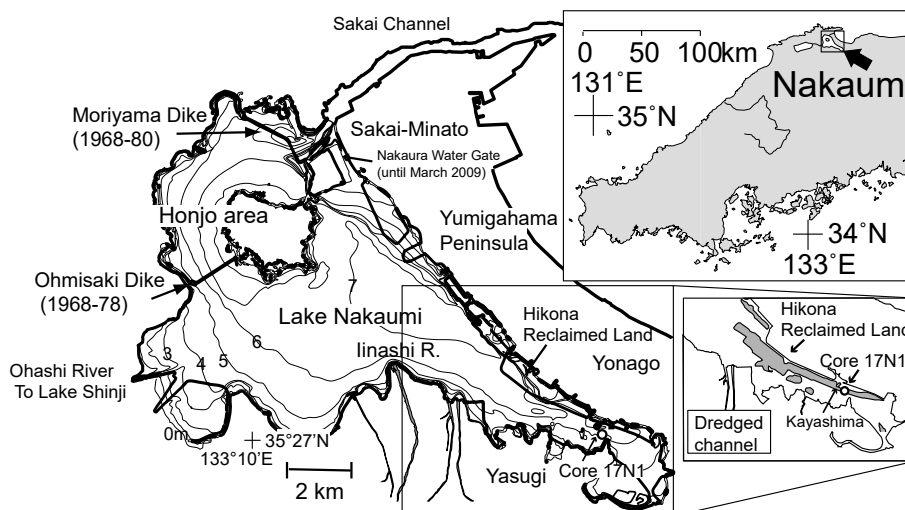 Sakai Channel
Moriyama Dike
(1968-80)
Sakai-Minato
Nakaura Water Gate
(until March 2009)
Honjo area
Yumigahama
Peninsula
Ohmisaki Dike
(1968-78)
7
Lake Nakaumi
Hikona
Reclaimed Land
6
5
4
3
Iinashi R.
Yonago
Ohashi River
To Lake Shinji
0m
35°27'N
133°10'E
2 km
Yasugi
Core 17N1
0 50 100km
131°E
35°N
Nakaum
34°N
133°E
Hikona
Reclaimed Land
Core 17N1
Kayashima
Dredged
channel